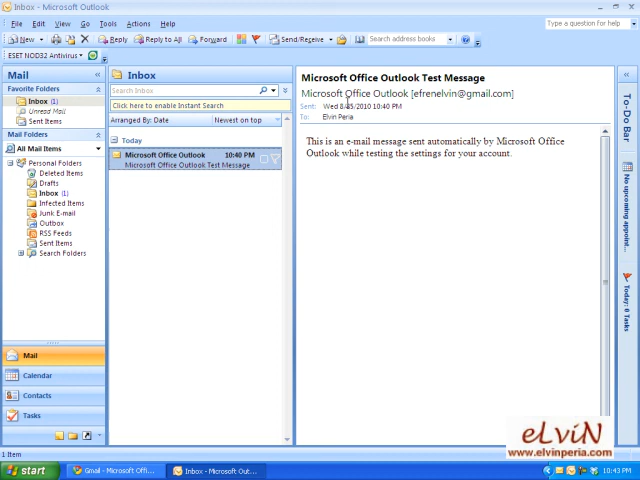 Inbox - Microsoft Outlook
File Edit View Go Tools Actions Help
Type a question for help
New Reply Reply to All Forward Send/Receive Search address books
ESET NOD32 Antivirus
Mail
Favorite Folders
Inbox (1)
Unread Mail
Sent Items
Mail Folders
All Mail Items
Personal Folders
Deleted Items
Drafts
Inbox (1)
Infected Items
Junk E-mail
Outbox
RSS Feeds
Sent Items
Search Folders
Mail
Calendar
Contacts
Tasks
Inbox
Search Inbox
Click here to enable Instant Search
Arranged By: Date Newest on top
Today
Microsoft Outlook 10:40 PM
Microsoft Office Outlook Test Message
Microsoft Office Outlook Test Message
Microsoft Office Outlook [efrenelvin@gmail.com]
Sent: Wed 8/25/2010 10:40 PM
To: Elvin Peria
This is an e-mail message sent automatically by Microsoft Office
Outlook while testing the settings for your account.
To-Do Bar
No upcoming appoint...
Today: 0 Tasks
eLviN
www.elvinperia.com
1 Item
start Gmail - Microsoft Offi... Inbox - Microsoft Out... 10:43 PM